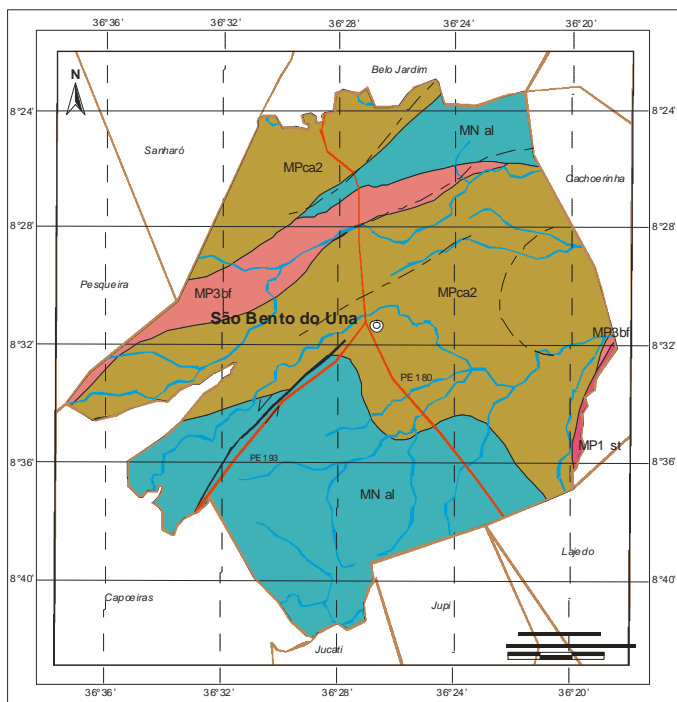 36°36' 36°32' 36°28' 36°24' 36°20'
Belo Jardim
N
8°24' 8°24'
MN al
Sanharó
MPca2
Cachoerinha
8°28' 8°28'
Pesqueira
MP3bf
MPca2
São Bento do Una
MP3bf
8°32' 8°32'
PE 180
MP1 st
PE 193
8°36' 8°36'
MN al
Lajedo
8°40' 8°40'
Capoeiras
Jupi
Jucati
36°36' 36°32' 36°28' 36°24' 36°20'